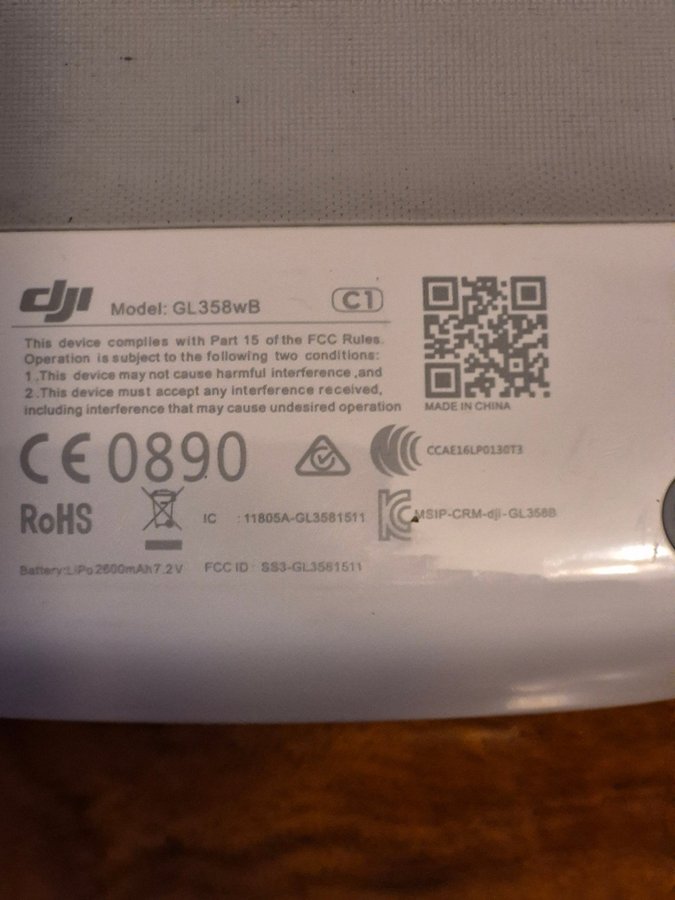 dji Model: GL358wB C1
This device complies with Part 15 of the FCC Rules.
Operation is subject to the following two conditions:
1.This device may not cause harmful interference ,and
2.This device must accept any interference received,
including interference that may cause undesired operation
MADE IN CHINA
CE0890
CCAE16LP0130T3
RoHS
IC : 11805A-GL3581511
KC MSIP-CRM-dji-GL358B
Battery:LiPo 2600mAh 7.2V FCC ID : SS3-GL3581511